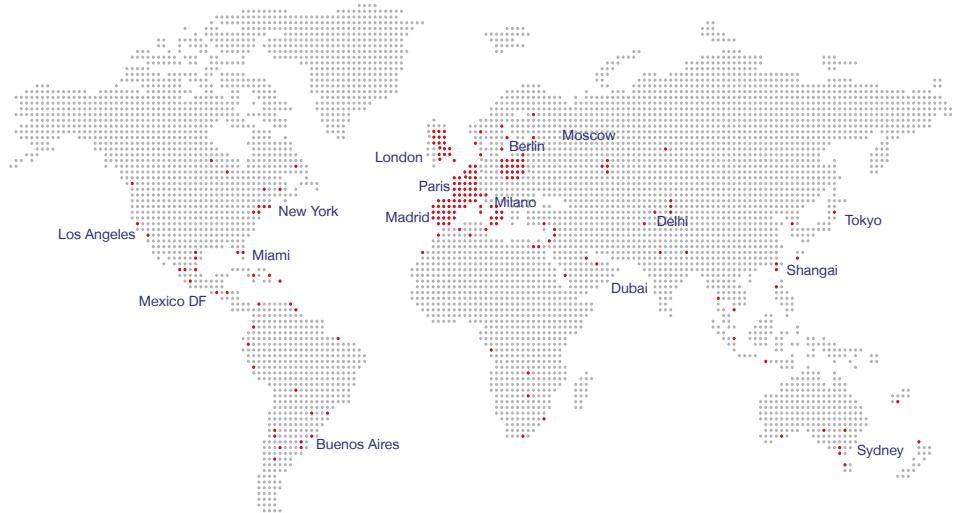 Moscow
Berlin
London
Paris
Milano
New York
Madrid
Delhi
Tokyo
Los Angeles
Miami
Shangai
Dubai
Mexico DF
Buenos Aires
Sydney